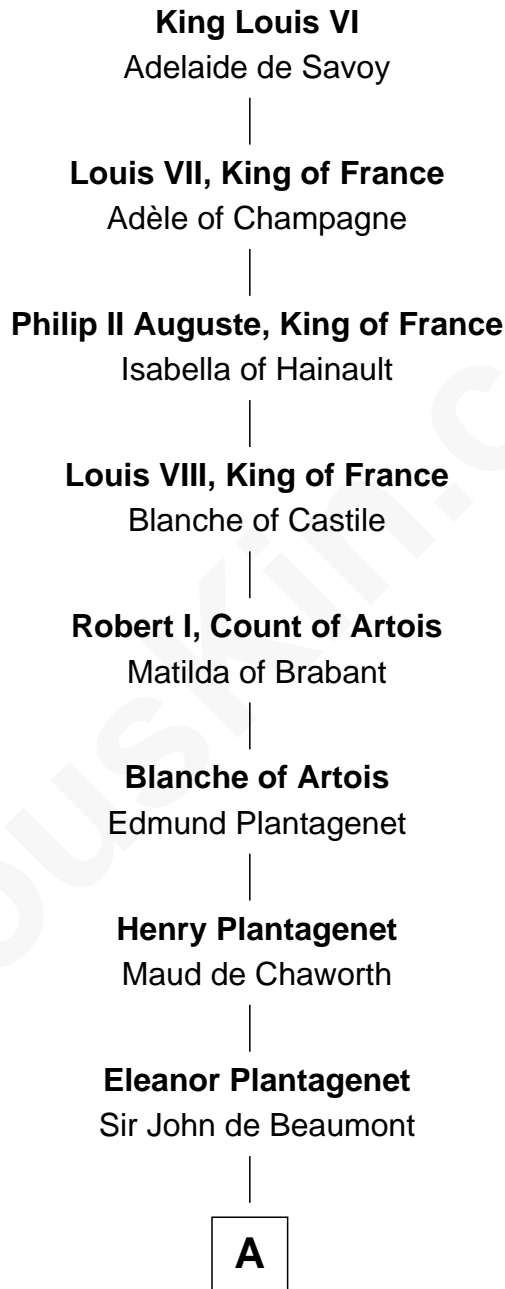 King Louis VI
Adelaide de Savoy
Louis VII, King of France
Adèle of Champagne
Philip II Auguste, King of France
Isabella of Hainault
Louis VIII, King of France
Blanche of Castile
Robert I, Count of Artois
Matilda of Brabant
Blanche of Artois
Edmund Plantagenet
Henry Plantagenet
Maud de Chaworth
Eleanor Plantagenet
Sir John de Beaumont
A